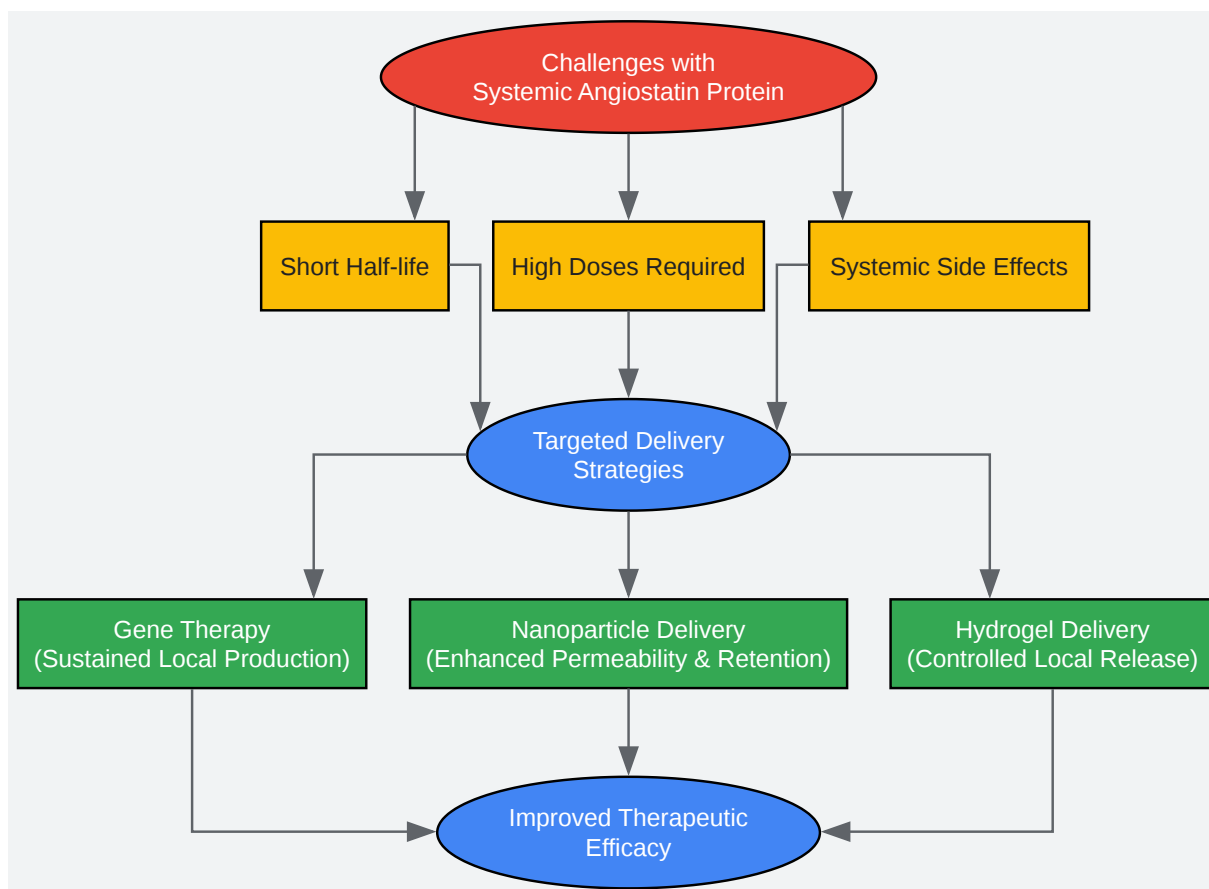 Challenges with
Systemic Angiostatin Protein
Short Half-life
High Doses Required
Systemic Side Effects
Targeted Delivery
Strategies
Gene Therapy
(Sustained Local Production)
Nanoparticle Delivery
(Enhanced Permeability & Retention)
Hydrogel Delivery
(Controlled Local Release)
Improved Therapeutic
Efficacy